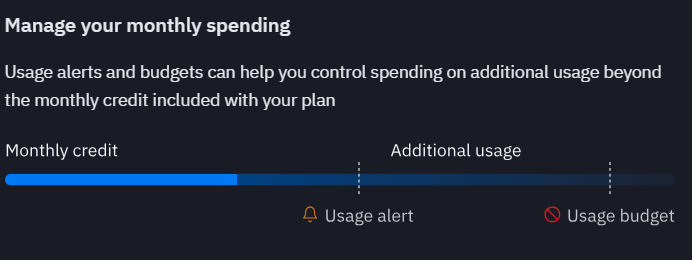 Manage your monthly spending
Usage alerts and budgets can help you control spending on additional usage beyond
the monthly credit included with your plan
Monthly credit
Additional usage
Usage alert
Usage budget